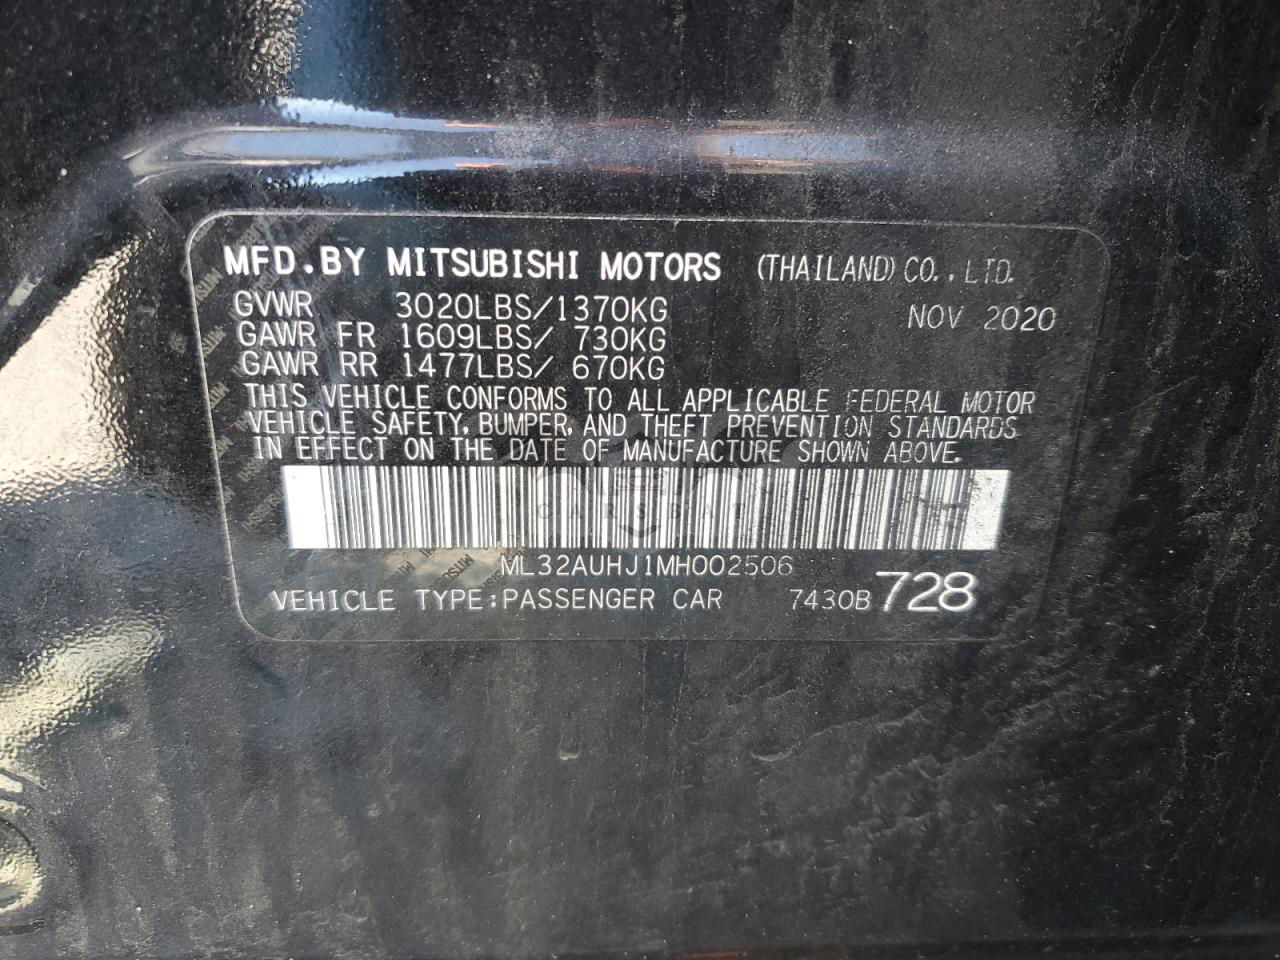 MFD.BY MITSUBISHI MOTORS (THAILAND) CO., LTD.
GVWR 3020LBS/1370KG NOV 2020
GAWR FR 1609LBS/ 730KG
GAWR RR 1477LBS/ 670KG
THIS VEHICLE CONFORMS TO ALL APPLICABLE FEDERAL MOTOR
VEHICLE SAFETY, BUMPER, AND THEFT PREVENTION STANDARDS
IN EFFECT ON THE DATE OF MANUFACTURE SHOWN ABOVE.
ML32AUHJ1MH002506
VEHICLE TYPE:PASSENGER CAR 7430B 728